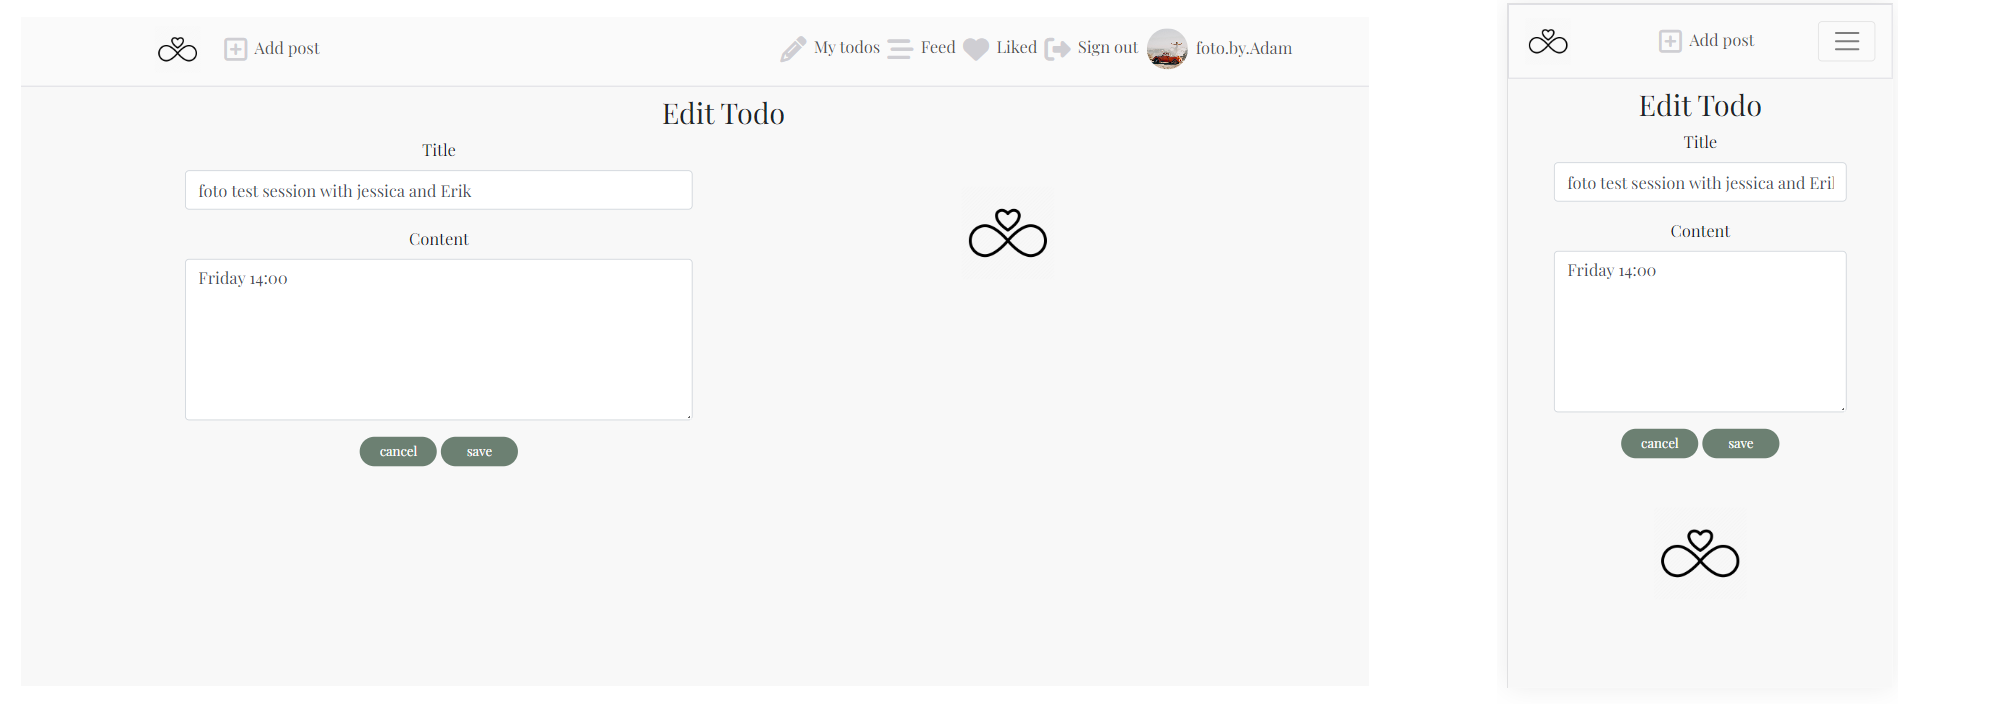 Add post My todos Feed Liked Sign out foto.by.Adam
Edit Todo
Title
foto test session with jessica and Erik
Content
Friday 14:00
cancel save
Add post
Edit Todo
Title
foto test session with jessica and Eri
Content
Friday 14:00
cancel save